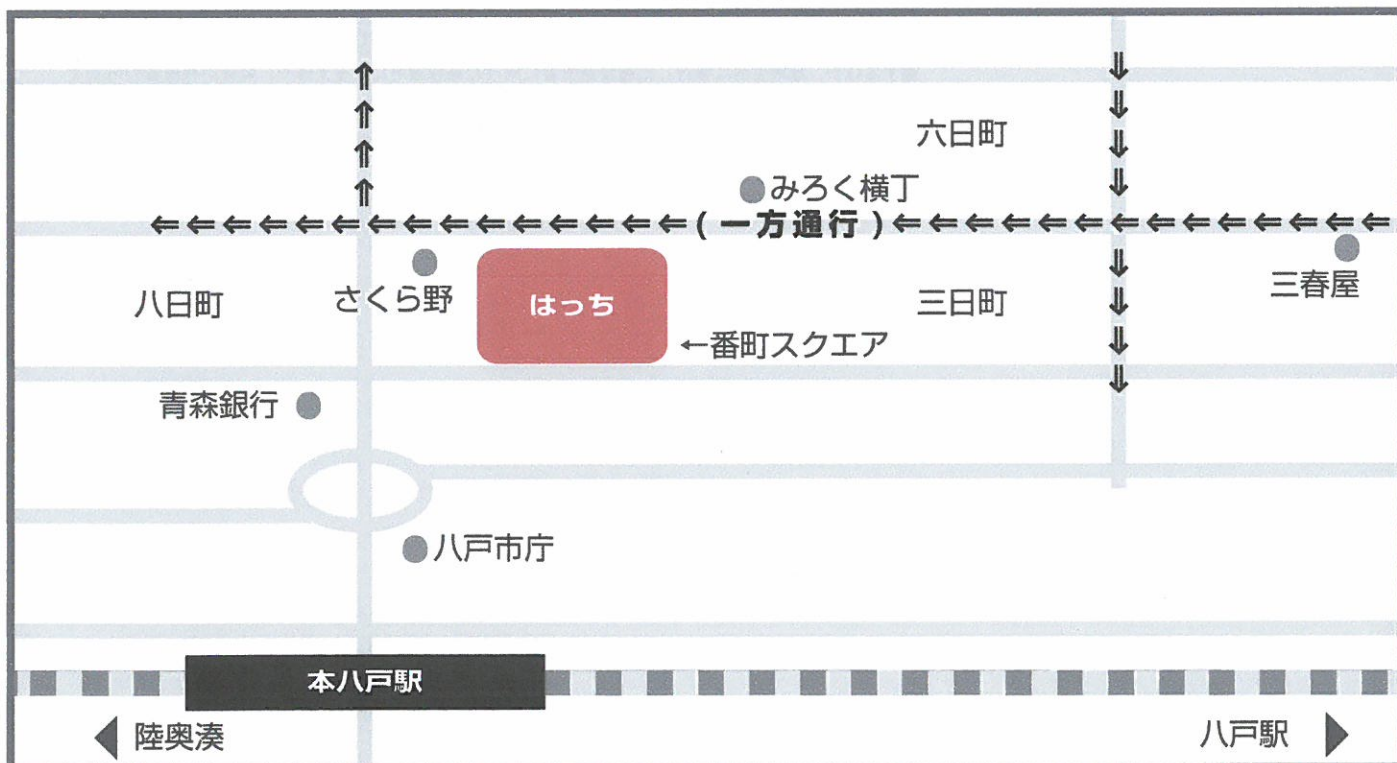 六日町
みろく横丁
⇐⇐⇐⇐⇐⇐⇐⇐⇐⇐⇐⇐⇐⇐⇐(一方通行)⇐⇐⇐⇐⇐⇐⇐⇐⇐⇐⇐⇐⇐⇐
八日町
さくら野
はっち
三日町
三春屋
←番町スクエア
青森銀行
八戸市庁
本八戸駅
◀ 陸奥湊
八戸駅 ▶